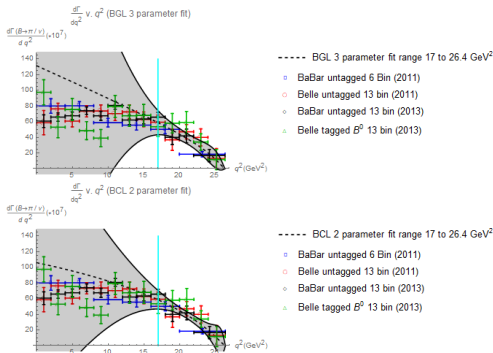 dΓ/dq² v. q² (BGL 3 parameter fit)
dΓ(B→π l ν)/d q² (*10⁷)
140
120
100
80
60
40
20
5 10 15 20 25
q²(GeV²)
BGL 3 parameter fit range 17 to 26.4 GeV²
BaBar untagged 6 Bin (2011)
Belle untagged 13 bin (2011)
BaBar untagged 13 bin (2013)
Belle tagged B⁰ 13 bin (2013)
dΓ/dq² v. q² (BCL 2 parameter fit)
dΓ(B→π l ν)/d q² (*10⁷)
140
120
100
80
60
40
20
5 10 15 20 25
q²(GeV²)
BCL 2 parameter fit range 17 to 26.4 GeV²
BaBar untagged 6 Bin (2011)
Belle untagged 13 bin (2011)
BaBar untagged 13 bin (2013)
Belle tagged B⁰ 13 bin (2013)